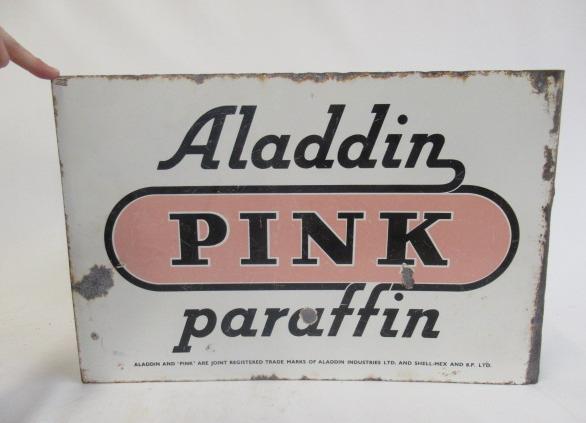 Aladdin
PINK
paraffin
ALADDIN AND 'PINK' ARE JOINT REGISTERED TRADE MARKS OF ALADDIN INDUSTRIES LTD. AND SHELL-MEX AND B.P. LTD.